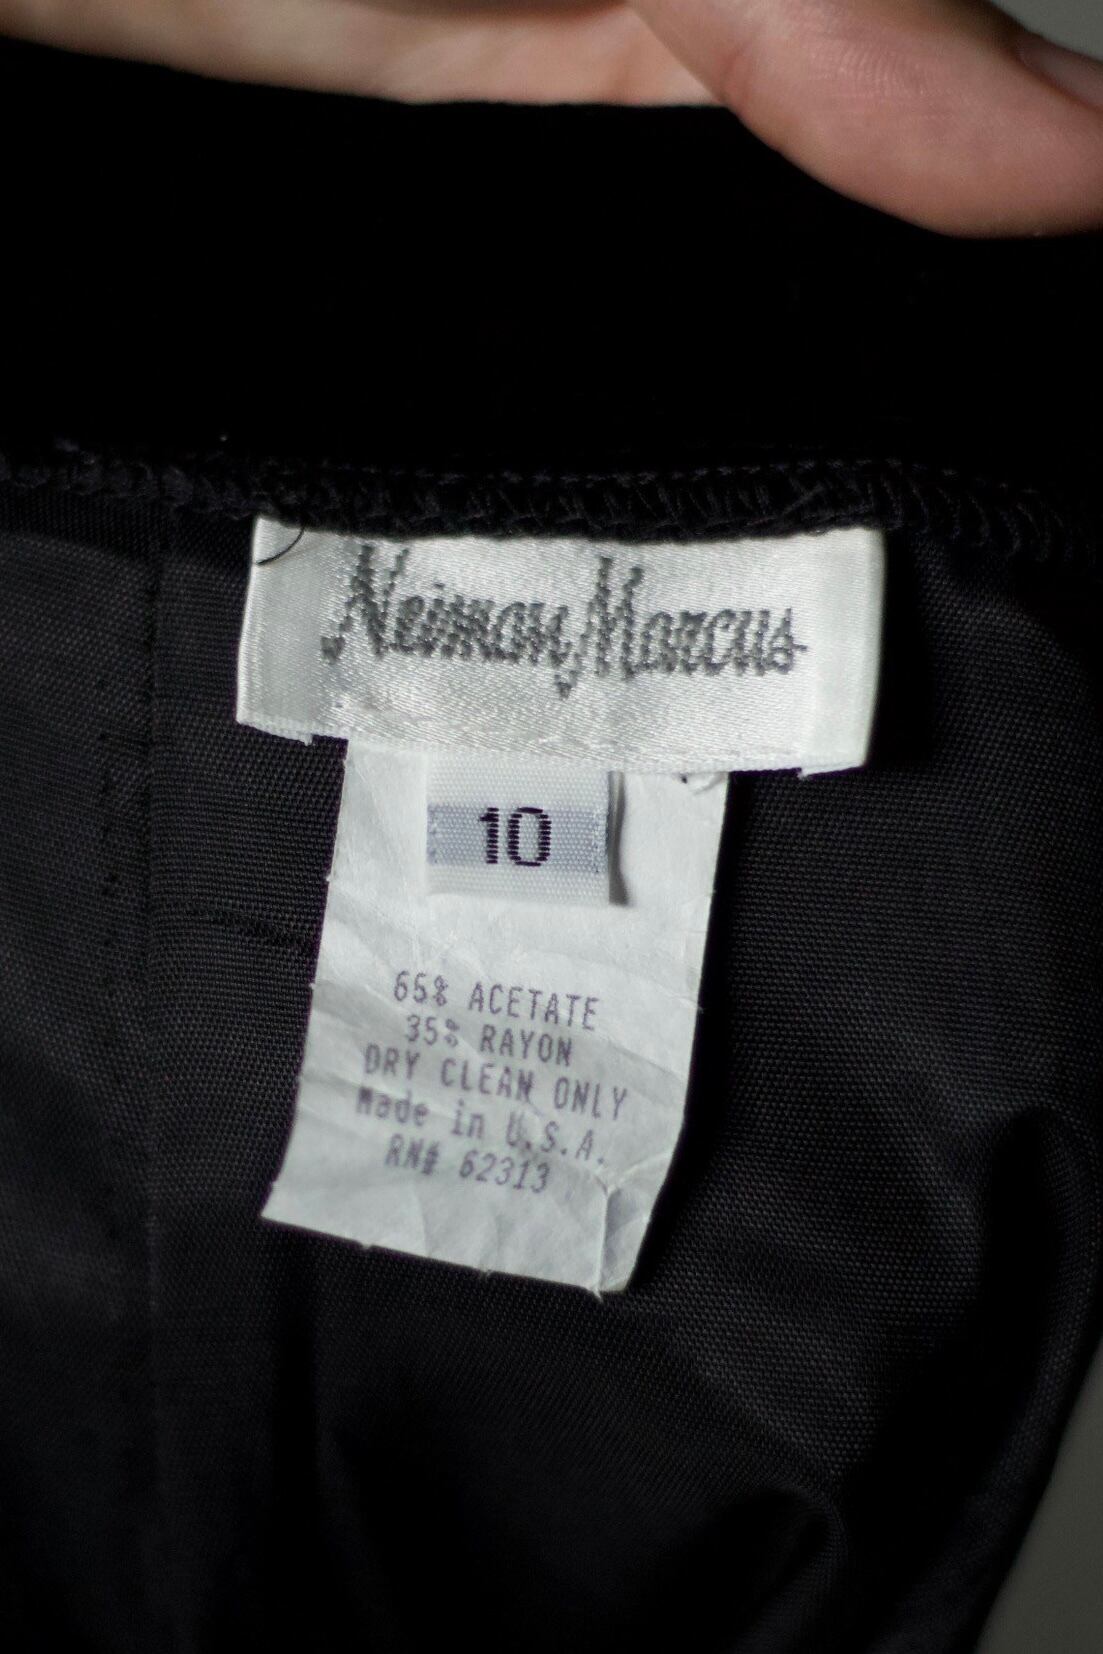 Neiman Marcus
10
65% ACETATE
35% RAYON
DRY CLEAN ONLY
Made in U.S.A.
RN# 62313